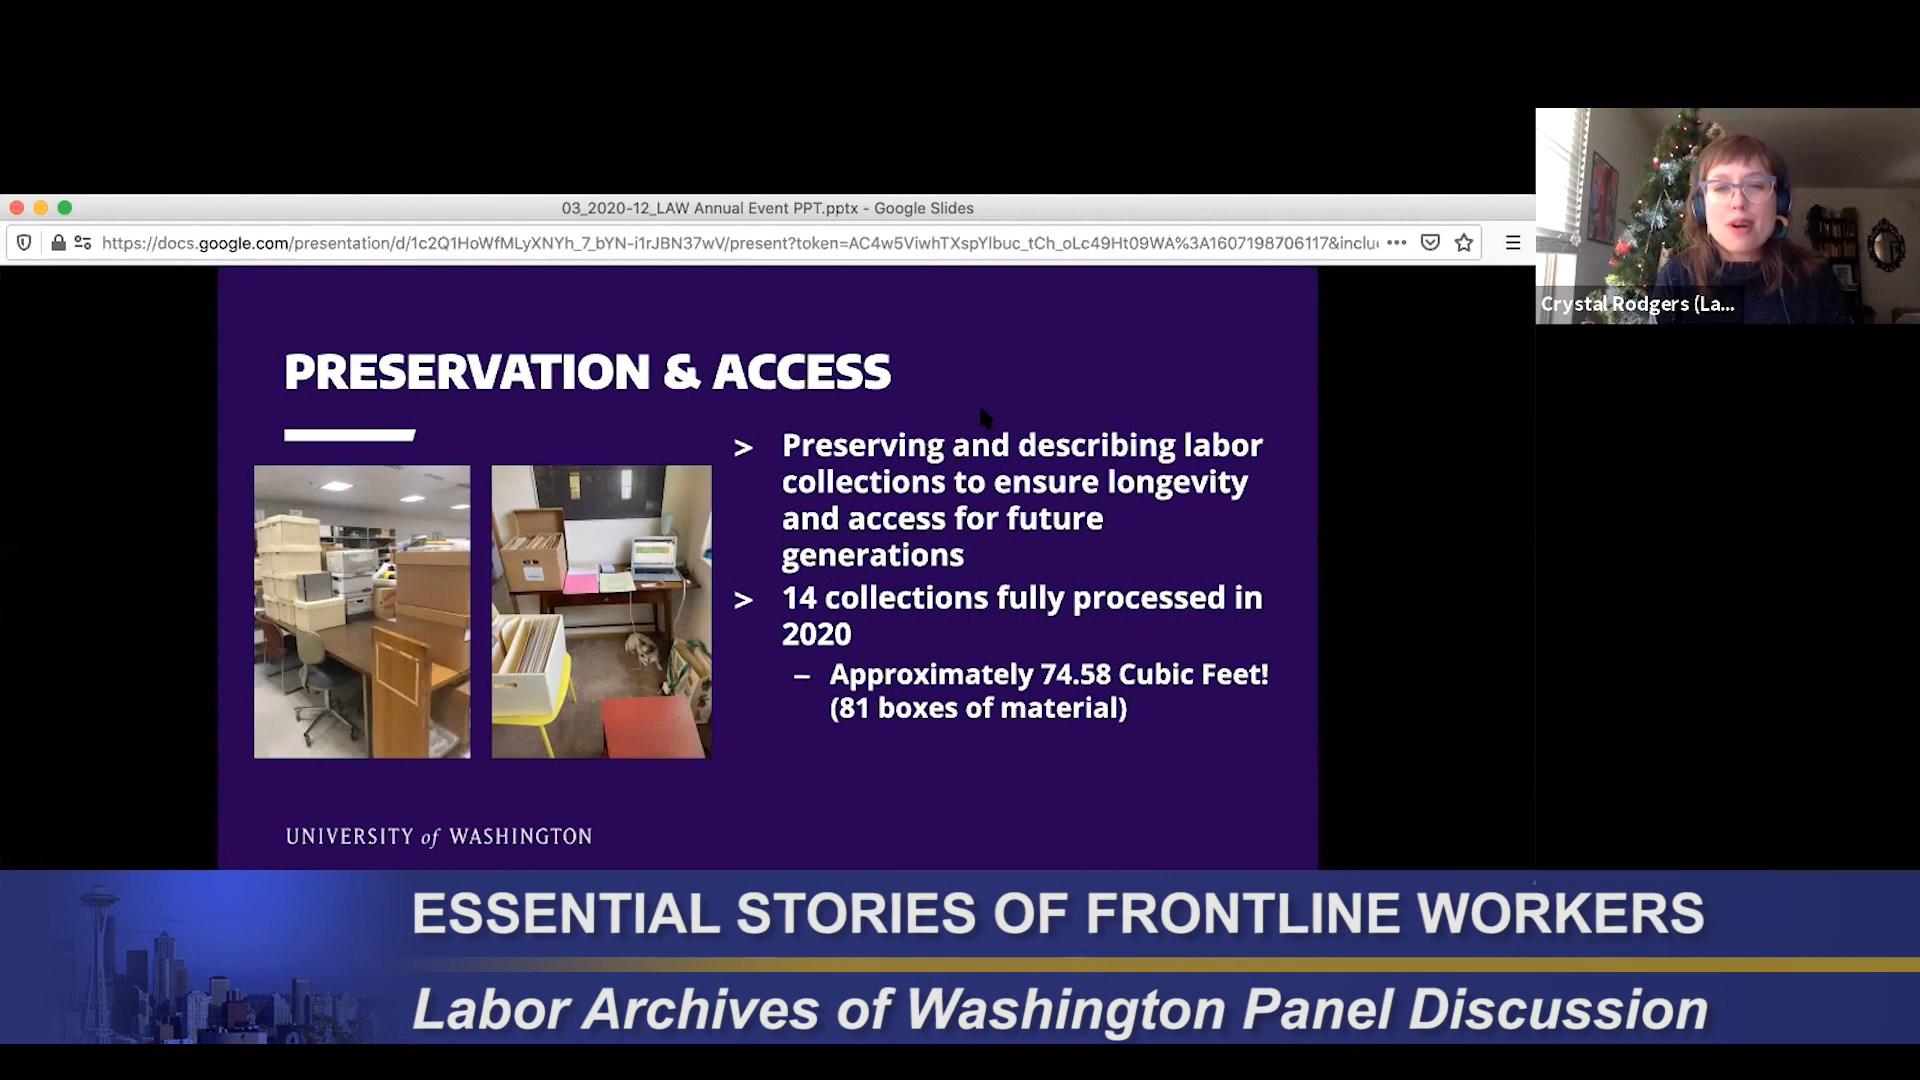 03_2020-12_LAW Annual Event PPT.pptx - Google Slides
https://docs.google.com/presentation/d/1c2Q1HoWfMLyXNYh_7_bYN-i1rJBN37wV/present?token=AC4w5ViwhTXspYlbuc_tCh_oLc49Ht09WA%3A1607198706117&inclu
Crystal Rodgers (La...
PRESERVATION & ACCESS
> Preserving and describing labor
collections to ensure longevity
and access for future
generations
> 14 collections fully processed in
2020
– Approximately 74.58 Cubic Feet!
(81 boxes of material)
UNIVERSITY of WASHINGTON
ESSENTIAL STORIES OF FRONTLINE WORKERS
Labor Archives of Washington Panel Discussion